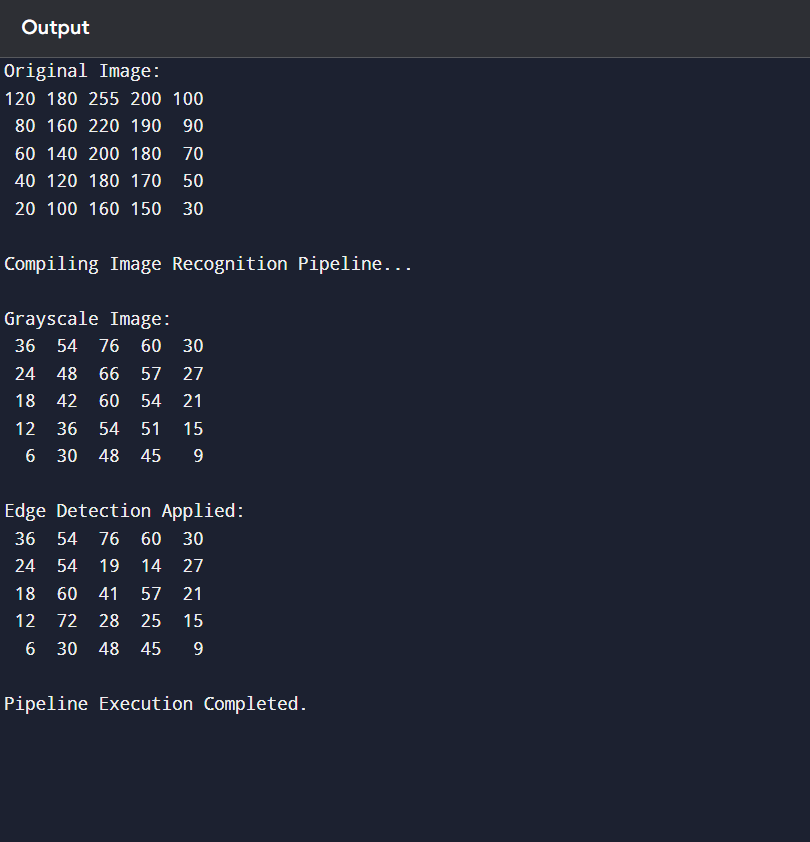 Output
Original Image:
120 180 255 200 100
80 160 220 190 90
60 140 200 180 70
40 120 180 170 50
20 100 160 150 30
Compiling Image Recognition Pipeline...
Grayscale Image:
36 54 76 60 30
24 48 66 57 27
18 42 60 54 21
12 36 54 51 15
6 30 48 45 9
Edge Detection Applied:
36 54 76 60 30
24 54 19 14 27
18 60 41 57 21
12 72 28 25 15
6 30 48 45 9
Pipeline Execution Completed.